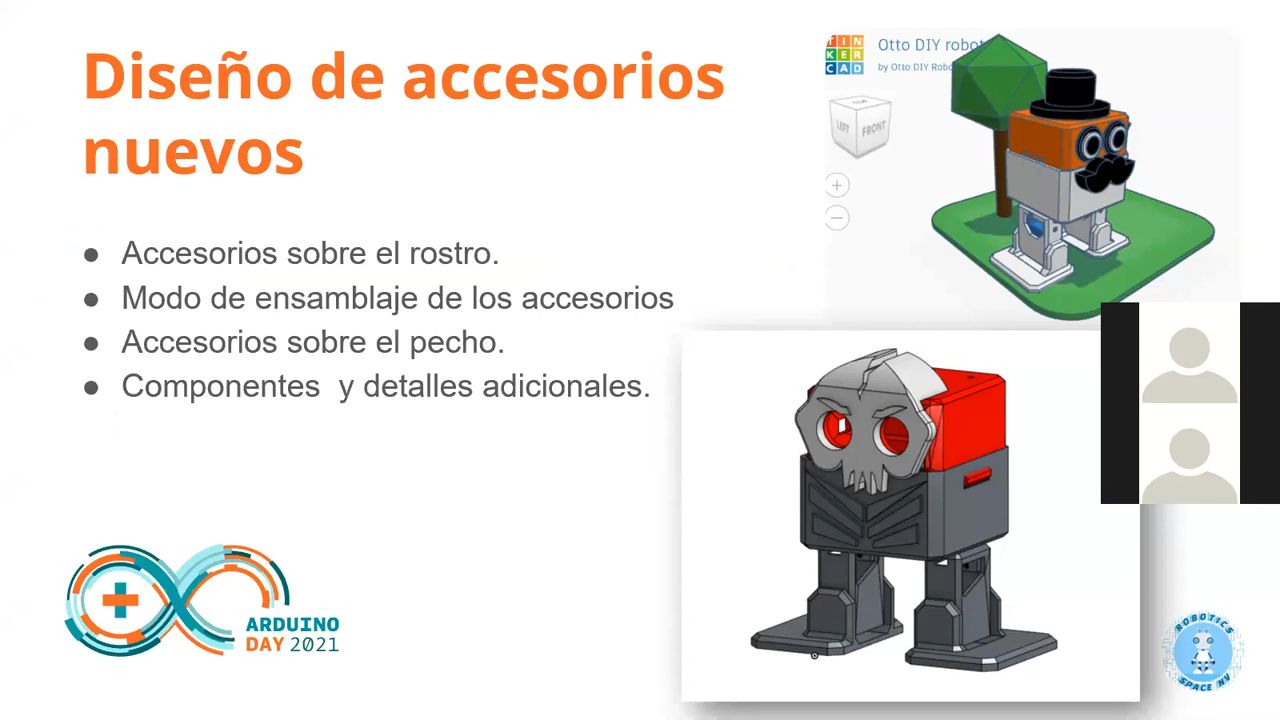 Diseño de accesorios
nuevos
● Accesorios sobre el rostro.
● Modo de ensamblaje de los accesorios
● Accesorios sobre el pecho.
● Componentes y detalles adicionales.
TIN
KER
CAD
Otto DIY robot
by Otto DIY Robo
LEFT
FRONT
ARDUINO
DAY 2021
ROBOTICS
SPACE NV